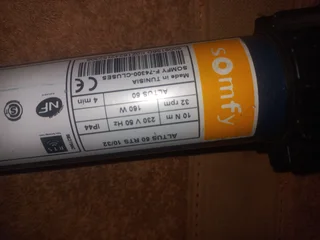 somfy
ALTUS 60 RTS 10/32
10 N m 230 V 50 Hz IP44
32 rpm 160 W 4 min
ALTUS 60
Made in TUNISIA
SOMFY F-74300-CLUSES
NF